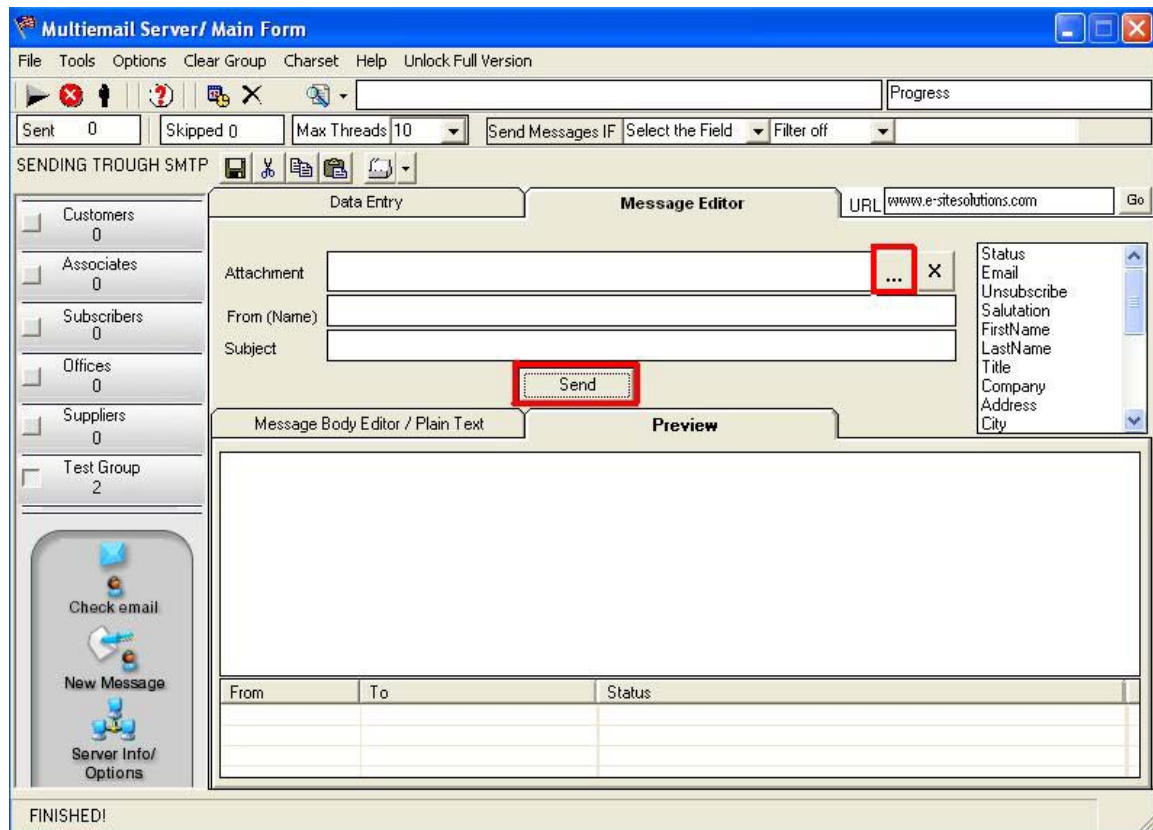 Multiemail Server/ Main Form
File Tools Options Clear Group Charset Help Unlock Full Version
Progress
Sent 0 Skipped 0 Max Threads 10 Send Messages IF Select the Field Filter off
SENDING TROUGH SMTP
Data Entry Message Editor URL www.e-sitesolutions.com Go
Customers
0
Associates
0
Subscribers
0
Offices
0
Suppliers
0
Test Group
2
Check email
New Message
Server Info/
Options
Attachment ... X
From (Name)
Subject
Send
Status
Email
Unsubscribe
Salutation
FirstName
LastName
Title
Company
Address
City
Message Body Editor / Plain Text Preview
From To Status
FINISHED!